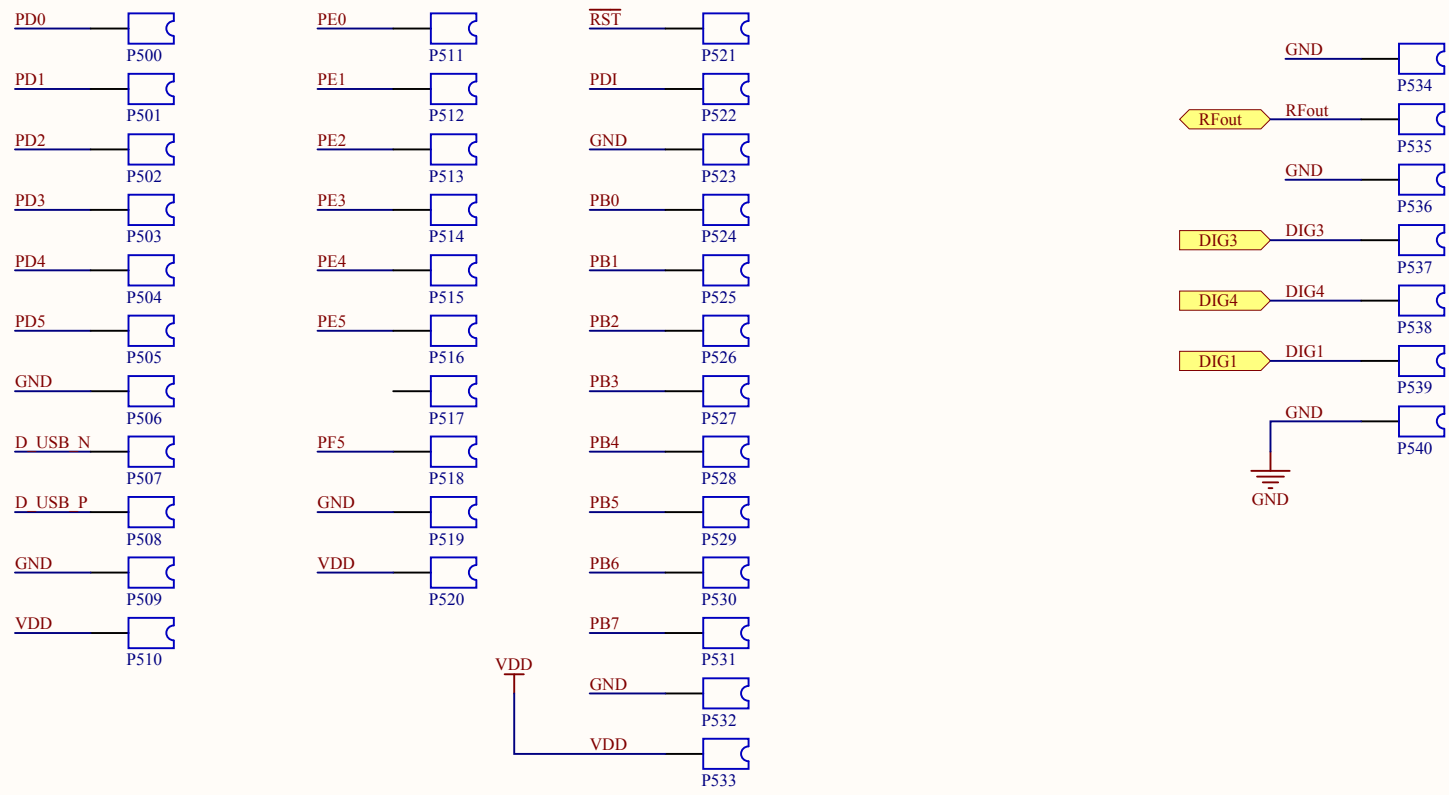 PD0
P500
PD1
P501
PD2
P502
PD3
P503
PD4
P504
PD5
P505
GND
P506
D_USB_N
P507
D_USB_P
P508
GND
P509
VDD
P510
PE0
P511
PE1
P512
PE2
P513
PE3
P514
PE4
P515
PE5
P516
P517
PF5
P518
GND
P519
VDD
P520
RST
P521
PDI
P522
GND
P523
PB0
P524
PB1
P525
PB2
P526
PB3
P527
PB4
P528
PB5
P529
PB6
P530
PB7
P531
GND
P532
VDD
VDD
P533
GND
P534
RFout RFout
P535
GND
P536
DIG3 DIG3
P537
DIG4 DIG4
P538
DIG1 DIG1
P539
GND
P540
GND